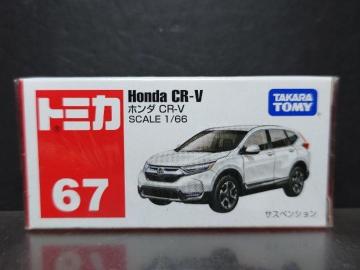 トミカ
67
Honda CR-V
ホンダ CR-V
SCALE 1/66
TAKARA
TOMY
サスペンション